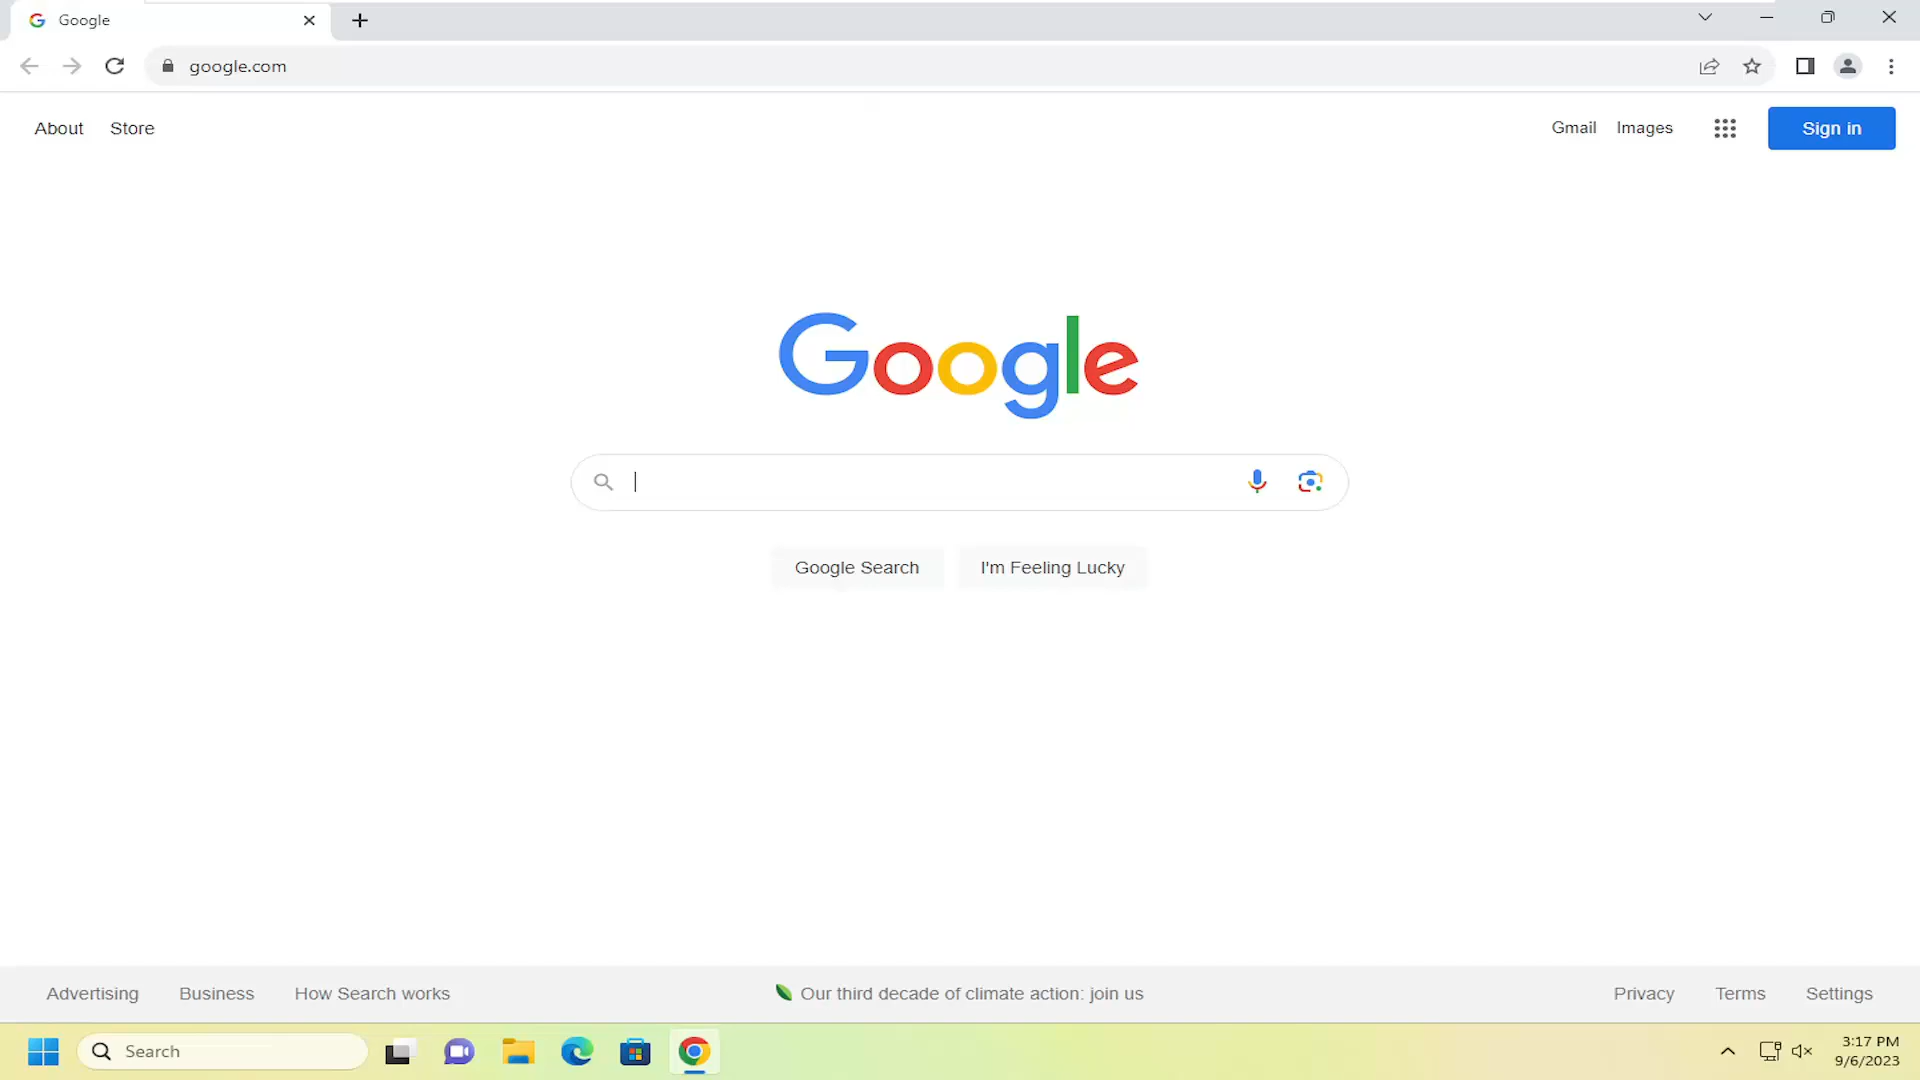 Google
google.com
About Store
Gmail Images Sign in
Google
Google Search I'm Feeling Lucky
Advertising Business How Search works
Our third decade of climate action: join us
Privacy Terms Settings
Search
3:17 PM
9/6/2023